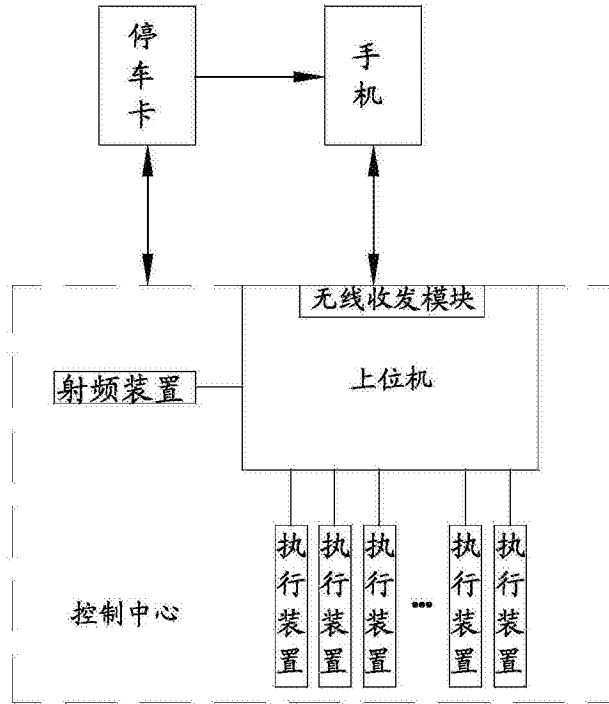 停车卡
手机
无线收发模块
射频装置
上位机
执行装置
执行装置
执行装置
...
执行装置
执行装置
控制中心